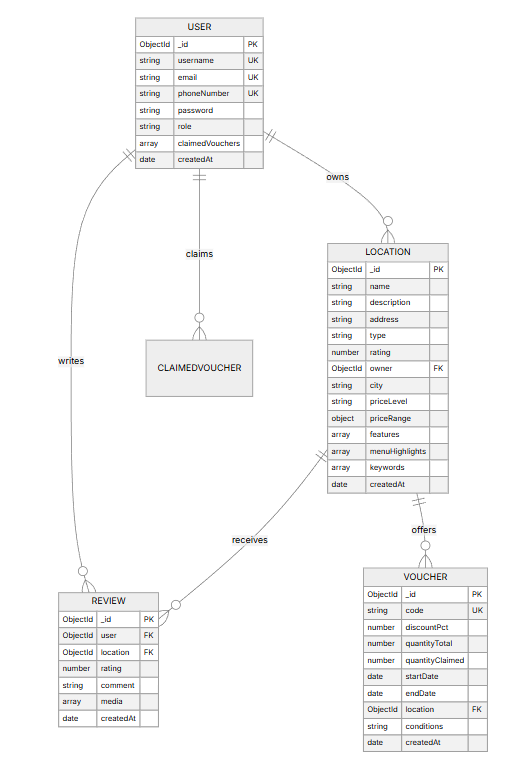 USER
ObjectId _id PK
string username UK
string email UK
string phoneNumber UK
string password
string role
array claimedVouchers
date createdAt
owns
claims
LOCATION
ObjectId _id PK
string name
string description
string address
string type
number rating
ObjectId owner FK
string city
string priceLevel
object priceRange
array features
array menuHighlights
array keywords
date createdAt
CLAIMEDVOUCHER
writes
receives
offers
REVIEW
ObjectId _id PK
ObjectId user FK
ObjectId location FK
number rating
string comment
array media
date createdAt
VOUCHER
ObjectId _id PK
string code UK
number discountPct
number quantityTotal
number quantityClaimed
date startDate
date endDate
ObjectId location FK
string conditions
date createdAt